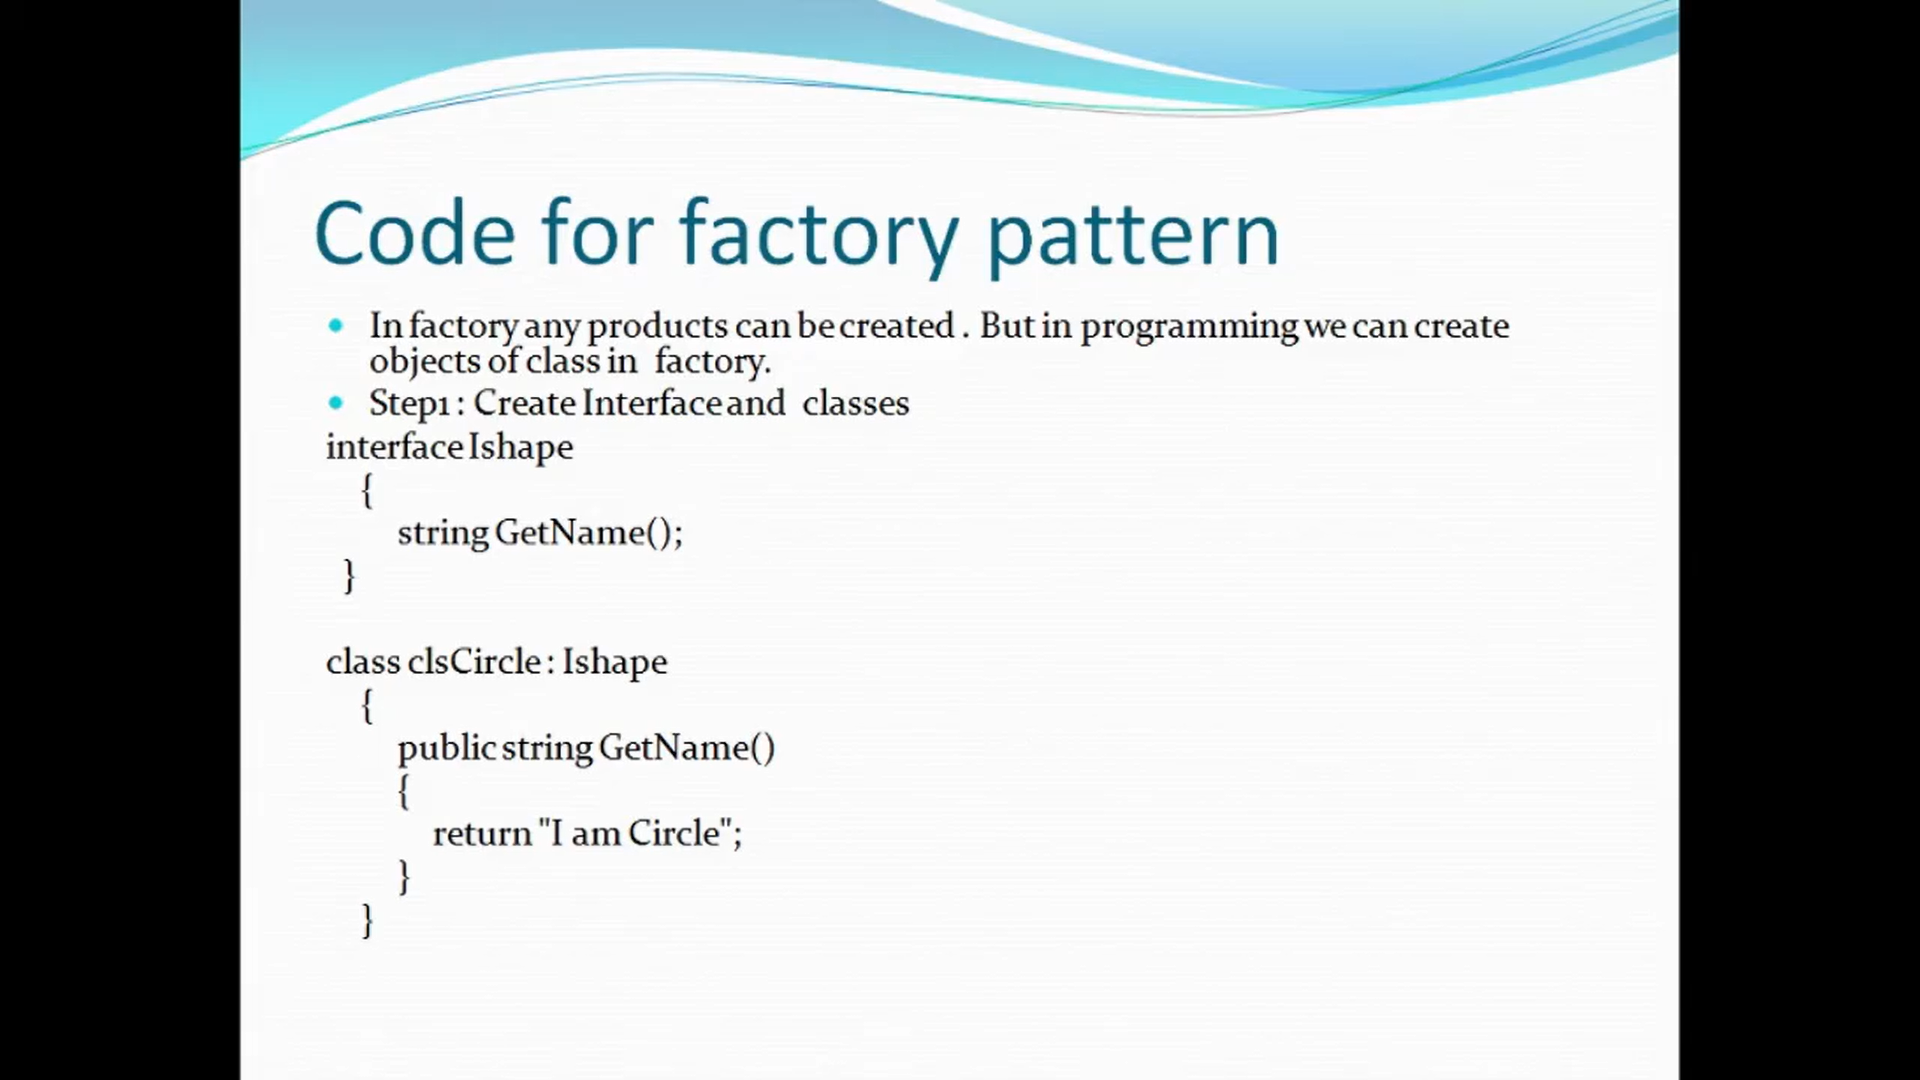 Code for factory pattern
In factory any products can be created . But in programming we can create
objects of class in factory.
Step1 : Create Interface and classes
interface Ishape
{
string GetName();
}
class clsCircle : Ishape
{
public string GetName()
{
return "I am Circle";
}
}